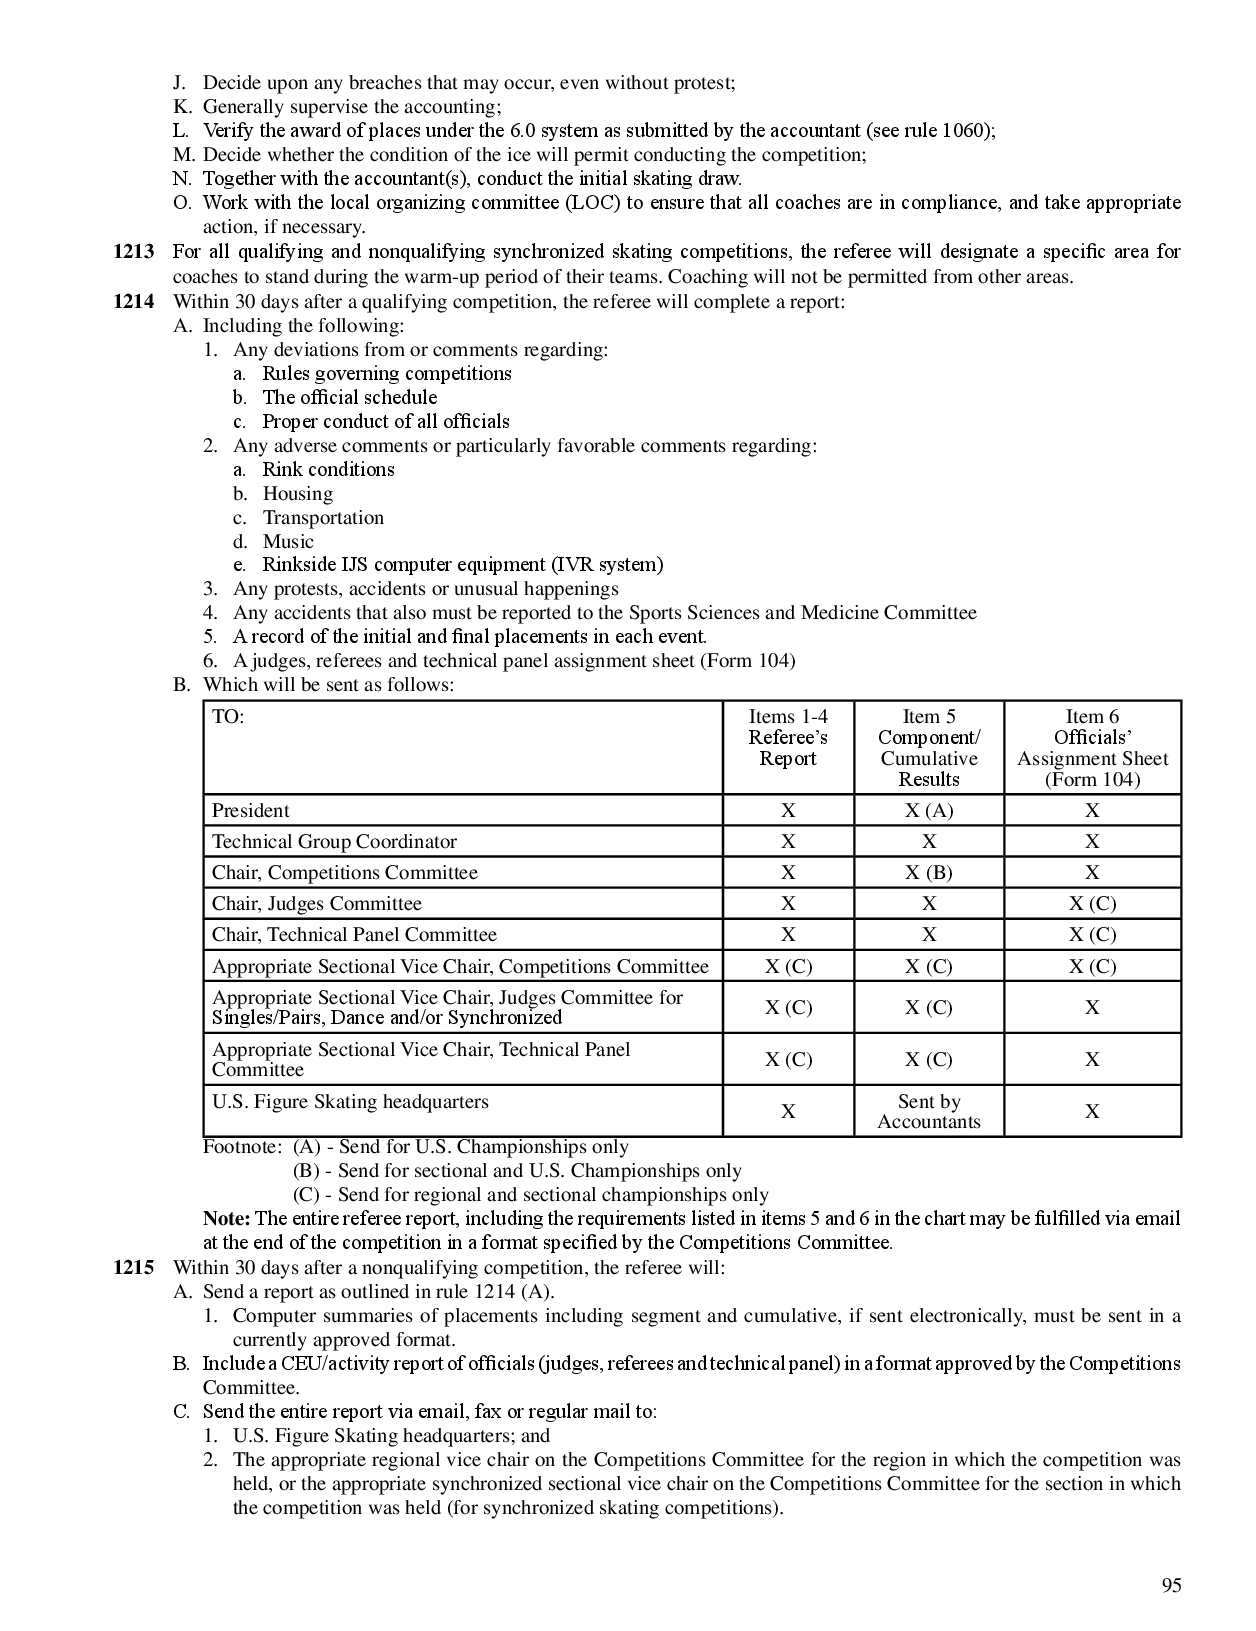 J. Decide upon any breaches that may occur, even without protest;
K. Generally supervise the accounting;
L. Verify the award of places under the 6.0 system as submitted by the accountant (see rule 1060);
M. Decide whether the condition of the ice will permit conducting the competition;
N. Together with the accountant(s), conduct the initial skating draw.
O. Work with the local organizing committee (LOC) to ensure that all coaches are in compliance, and take appropriate
action, if necessary.
1213 For all qualifying and nonqualifying synchronized skating competitions, the referee will designate a specific area for
coaches to stand during the warm-up period of their teams. Coaching will not be permitted from other areas.
1214 Within 30 days after a qualifying competition, the referee will complete a report:
A. Including the following:
1. Any deviations from or comments regarding:
a. Rules governing competitions
b. The official schedule
c. Proper conduct of all officials
2. Any adverse comments or particularly favorable comments regarding:
a. Rink conditions
b. Housing
c. Transportation
d. Music
e. Rinkside IJS computer equipment (IVR system)
3. Any protests, accidents or unusual happenings
4. Any accidents that also must be reported to the Sports Sciences and Medicine Committee
5. A record of the initial and final placements in each event.
6. A judges, referees and technical panel assignment sheet (Form 104)
B. Which will be sent as follows:
TO: Items 1-4 Item 5 Item 6
Referee's Component/ Officials'
Report Cumulative Assignment Sheet
Results (Form 104)
President X X (A) X
Technical Group Coordinator X X X
Chair, Competitions Committee X X (B) X
Chair, Judges Committee X X X (C)
Chair, Technical Panel Committee X X X (C)
Appropriate Sectional Vice Chair, Competitions Committee X (C) X (C) X (C)
Appropriate Sectional Vice Chair, Judges Committee for
Singles/Pairs, Dance and/or Synchronized X (C) X (C) X
Appropriate Sectional Vice Chair, Technical Panel
Committee X (C) X (C) X
U.S. Figure Skating headquarters X Sent by X
Accountants
Footnote: (A) - Send for U.S. Championships only
(B) - Send for sectional and U.S. Championships only
(C) - Send for regional and sectional championships only
Note: The entire referee report, including the requirements listed in items 5 and 6 in the chart may be fulfilled via email
at the end of the competition in a format specified by the Competitions Committee.
1215 Within 30 days after a nonqualifying competition, the referee will:
A. Send a report as outlined in rule 1214 (A).
1. Computer summaries of placements including segment and cumulative, if sent electronically, must be sent in a
currently approved format.
B. Include a CEU/activity report of officials (judges, referees and technical panel) in a format approved by the Competitions
Committee.
C. Send the entire report via email, fax or regular mail to:
1. U.S. Figure Skating headquarters; and
2. The appropriate regional vice chair on the Competitions Committee for the region in which the competition was
held, or the appropriate synchronized sectional vice chair on the Competitions Committee for the section in which
the competition was held (for synchronized skating competitions).
95